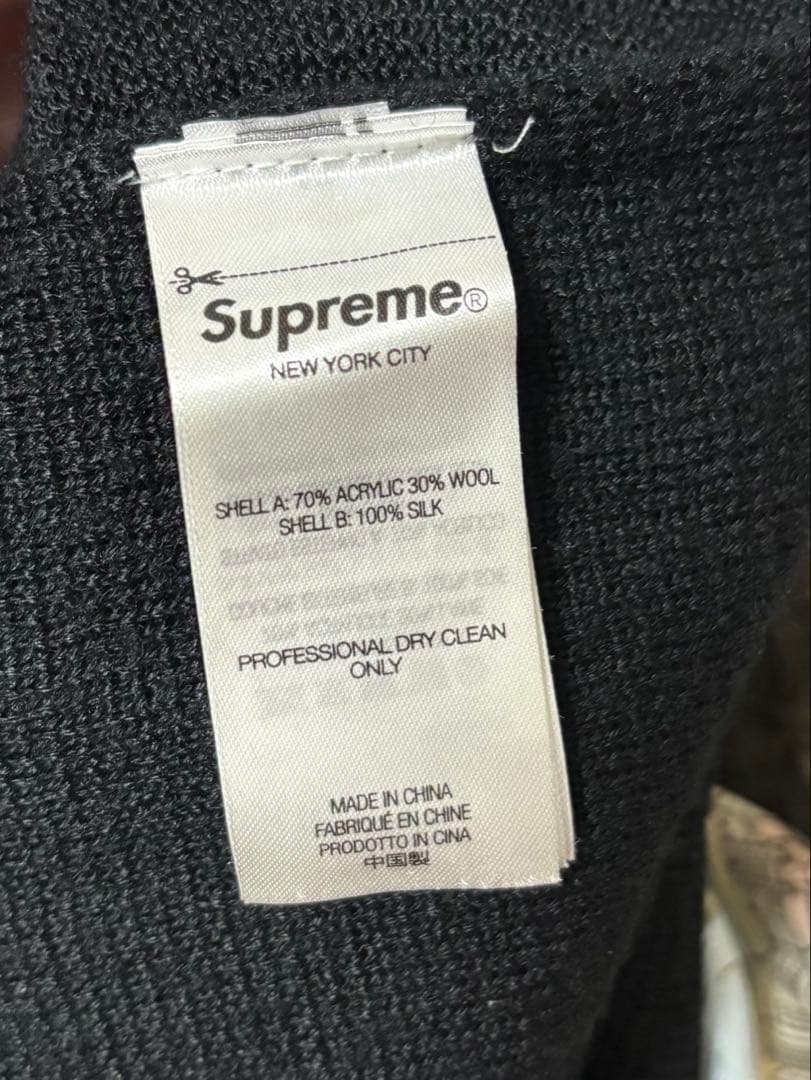 Supreme®
NEW YORK CITY
SHELL A: 70% ACRYLIC 30% WOOL
SHELL B: 100% SILK
PROFESSIONAL DRY CLEAN
ONLY
MADE IN CHINA
FABRIQUÉ EN CHINE
PRODOTTO IN CINA
中国製